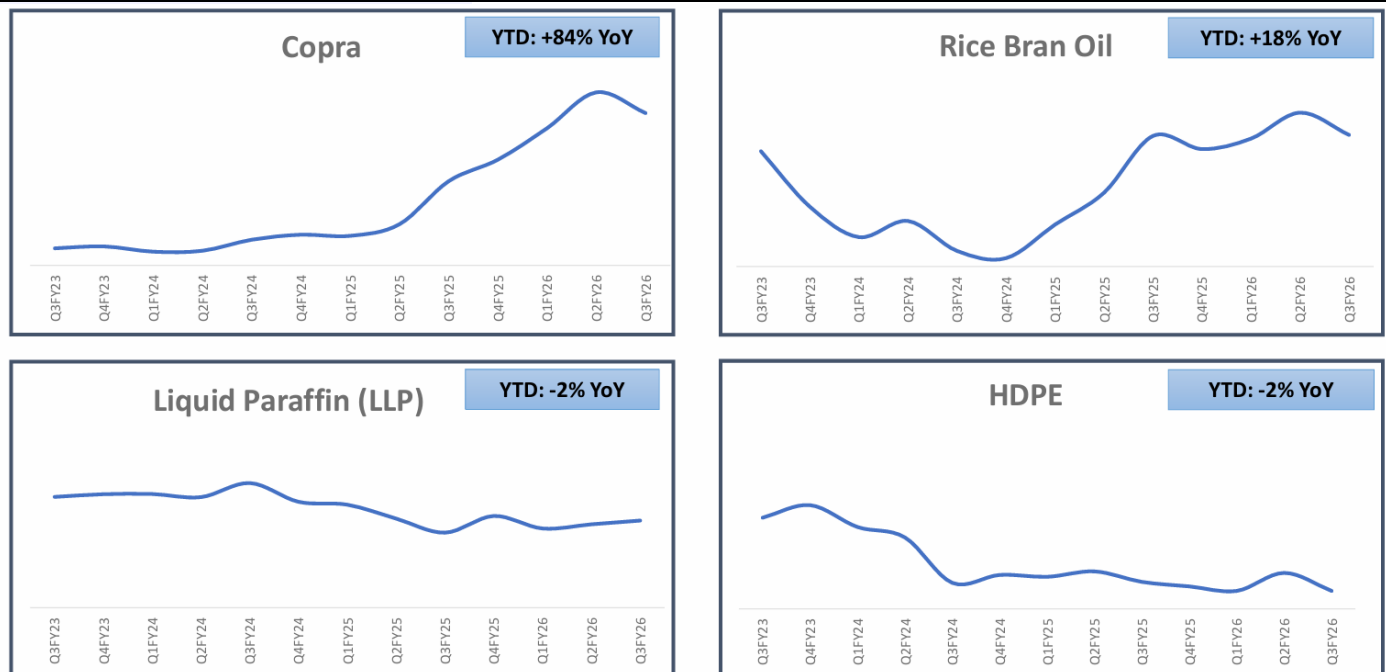 Copra
YTD: +84% YoY
Q3FY23
Q4FY23
Q1FY24
Q2FY24
Q3FY24
Q4FY24
Q1FY25
Q2FY25
Q3FY25
Q4FY25
Q1FY26
Q2FY26
Q3FY26
Rice Bran Oil
YTD: +18% YoY
Q3FY23
Q4FY23
Q1FY24
Q2FY24
Q3FY24
Q4FY24
Q1FY25
Q2FY25
Q3FY25
Q4FY25
Q1FY26
Q2FY26
Q3FY26
Liquid Paraffin (LLP)
YTD: -2% YoY
Q3FY23
Q4FY23
Q1FY24
Q2FY24
Q3FY24
Q4FY24
Q1FY25
Q2FY25
Q3FY25
Q4FY25
Q1FY26
Q2FY26
Q3FY26
HDPE
YTD: -2% YoY
Q3FY23
Q4FY23
Q1FY24
Q2FY24
Q3FY24
Q4FY24
Q1FY25
Q2FY25
Q3FY25
Q4FY25
Q1FY26
Q2FY26
Q3FY26